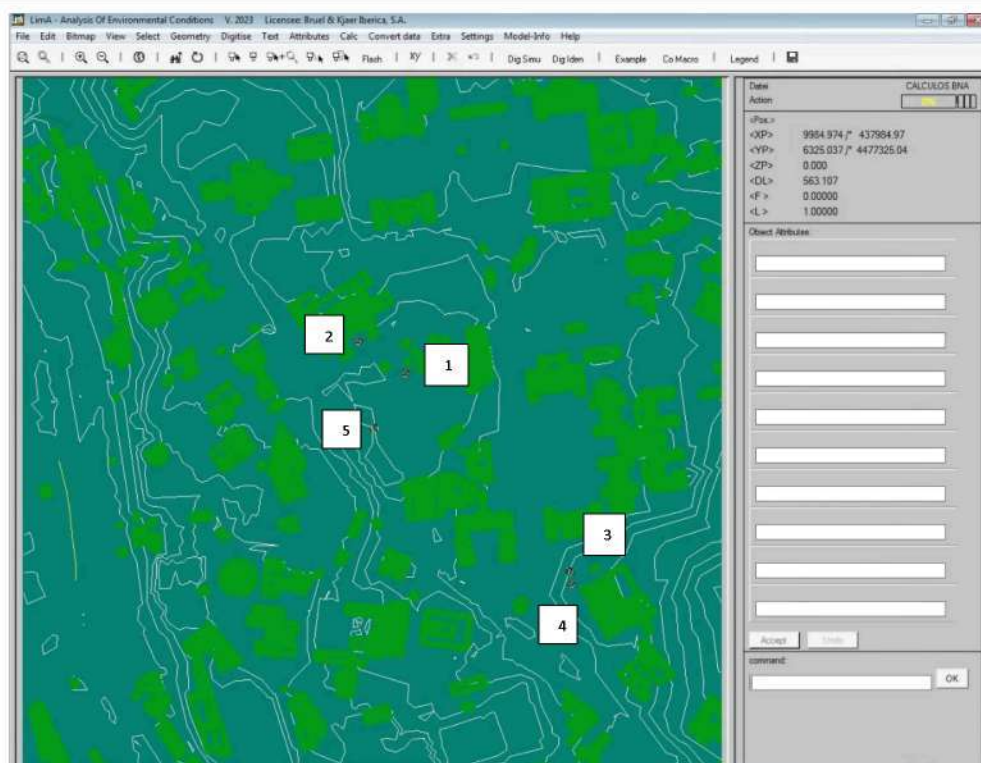 LimA - Analysis Of Environmental Conditions V. 2023 Licensee: Bruel & Kjaer Iberica, S.A.
File Edit Bitmap View Select Geometry Digitise Text Attributes Calc Convert data Extra Settings Model-Info Help
Flash XY Dig Simu Dig Iden Example Co Macro Legend
Datei CALCULOS.BNA
Action
<Pos.>
<XP> 9984.974 /* 437984.97
<YP> 6325.037 /* 4477325.04
<ZP> 0.000
<DL> 563.107
<F > 0.00000
<L > 1.00000
Object Attributes
2
1
5
3
4
Accept Undo
command:
OK